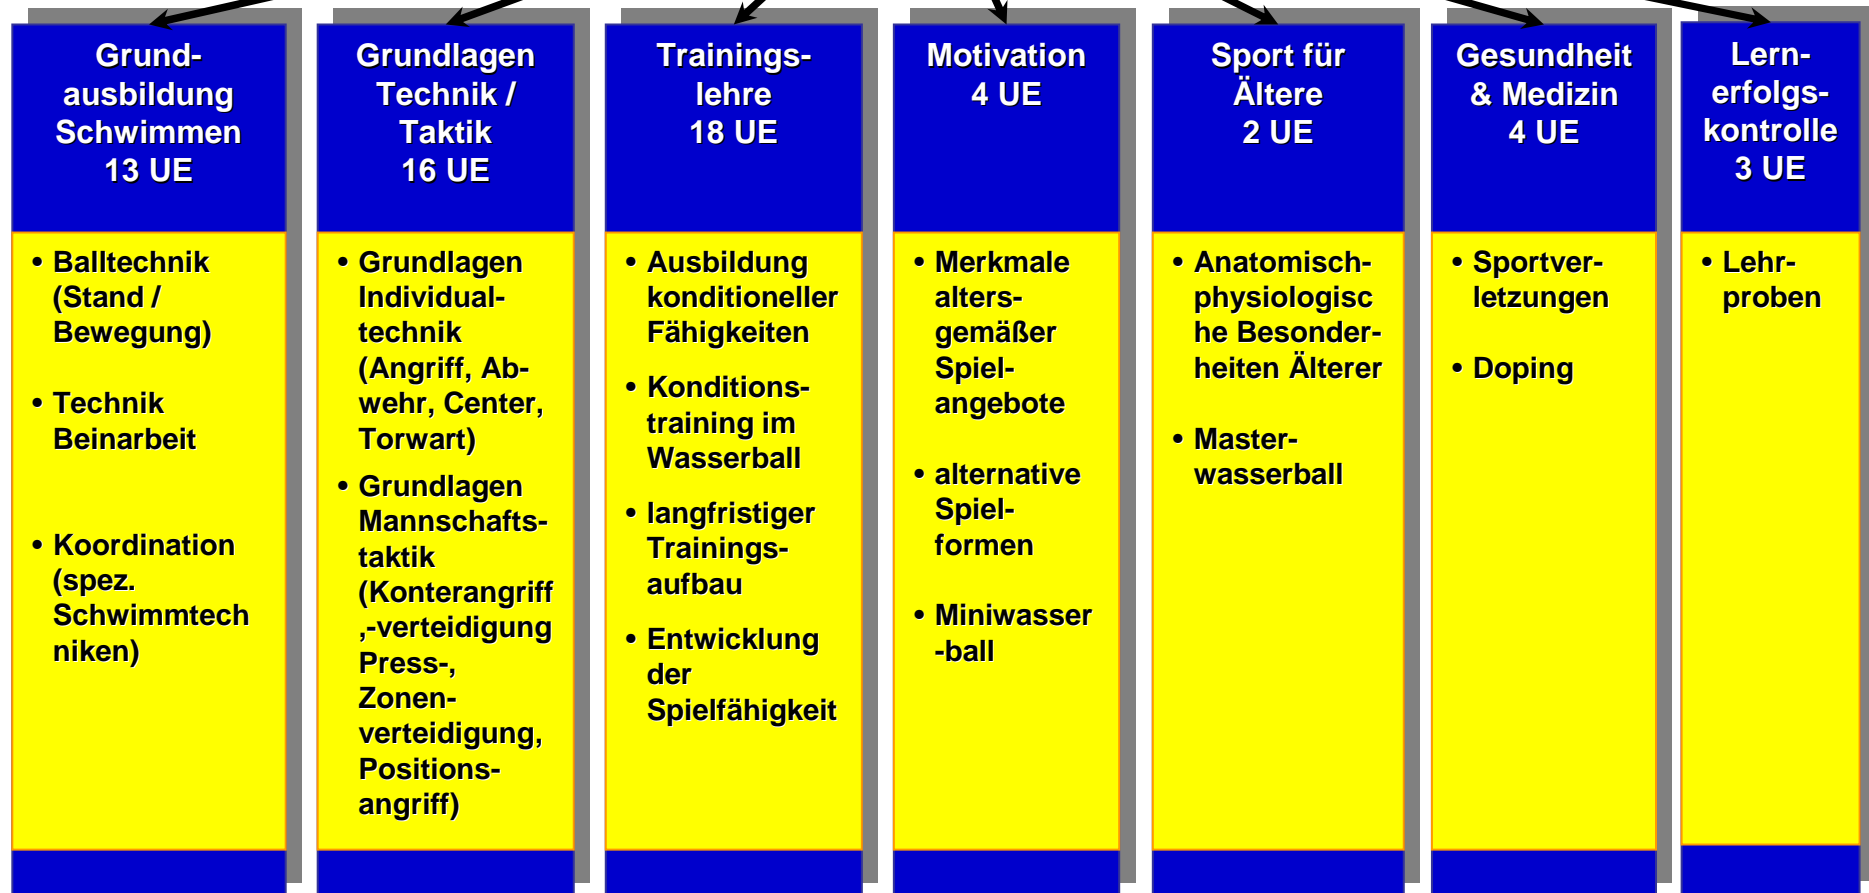 Grund-
ausbildung
Schwimmen
13 UE
• Balltechnik
(Stand /
Bewegung)
• Technik
Beinarbeit
• Koordination
(spez.
Schwimmtech
niken)
Grundlagen
Technik /
Taktik
16 UE
• Grundlagen
Individual-
technik
(Angriff, Ab-
wehr, Center,
Torwart)
• Grundlagen
Mannschafts-
taktik
(Konterangriff
,-verteidigung
Press-,
Zonen-
verteidigung,
Positions-
angriff)
Trainings-
lehre
18 UE
• Ausbildung
konditioneller
Fähigkeiten
• Konditions-
training im
Wasserball
• langfristiger
Trainings-
aufbau
• Entwicklung
der
Spielfähigkeit
Motivation
4 UE
• Merkmale
alters-
gemäßer
Spiel-
angebote
• alternative
Spiel-
formen
• Miniwasser
-ball
Sport für
Ältere
2 UE
• Anatomisch-
physiologisc
he Besonder-
heiten Älterer
• Master-
wasserball
Gesundheit
& Medizin
4 UE
• Sportver-
letzungen
• Doping
Lern-
erfolgs-
kontrolle
3 UE
• Lehr-
proben